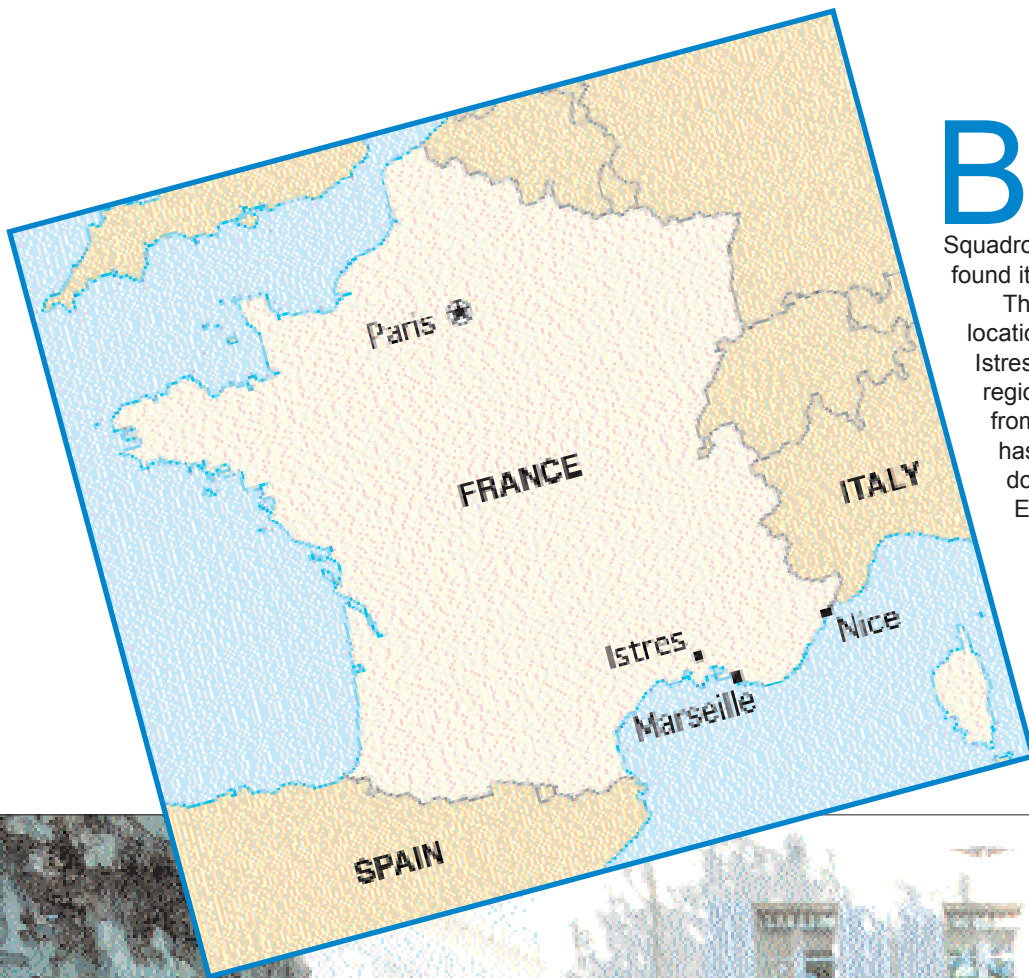 Paris
FRANCE
ITALY
Nice
Istres
Marseille
SPAIN
B
Squadro
found it
Th
locatio
Istres
regio
from
has
do
E